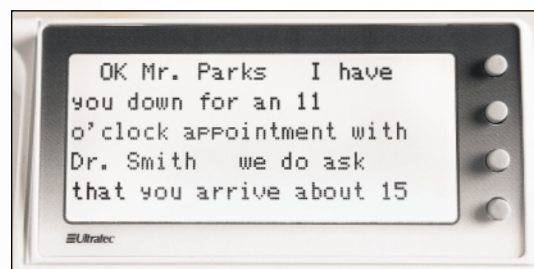 OK Mr. Parks I have
you down for an 11
o'clock appointment with
Dr. Smith we do ask
that you arrive about 15
Ultratec